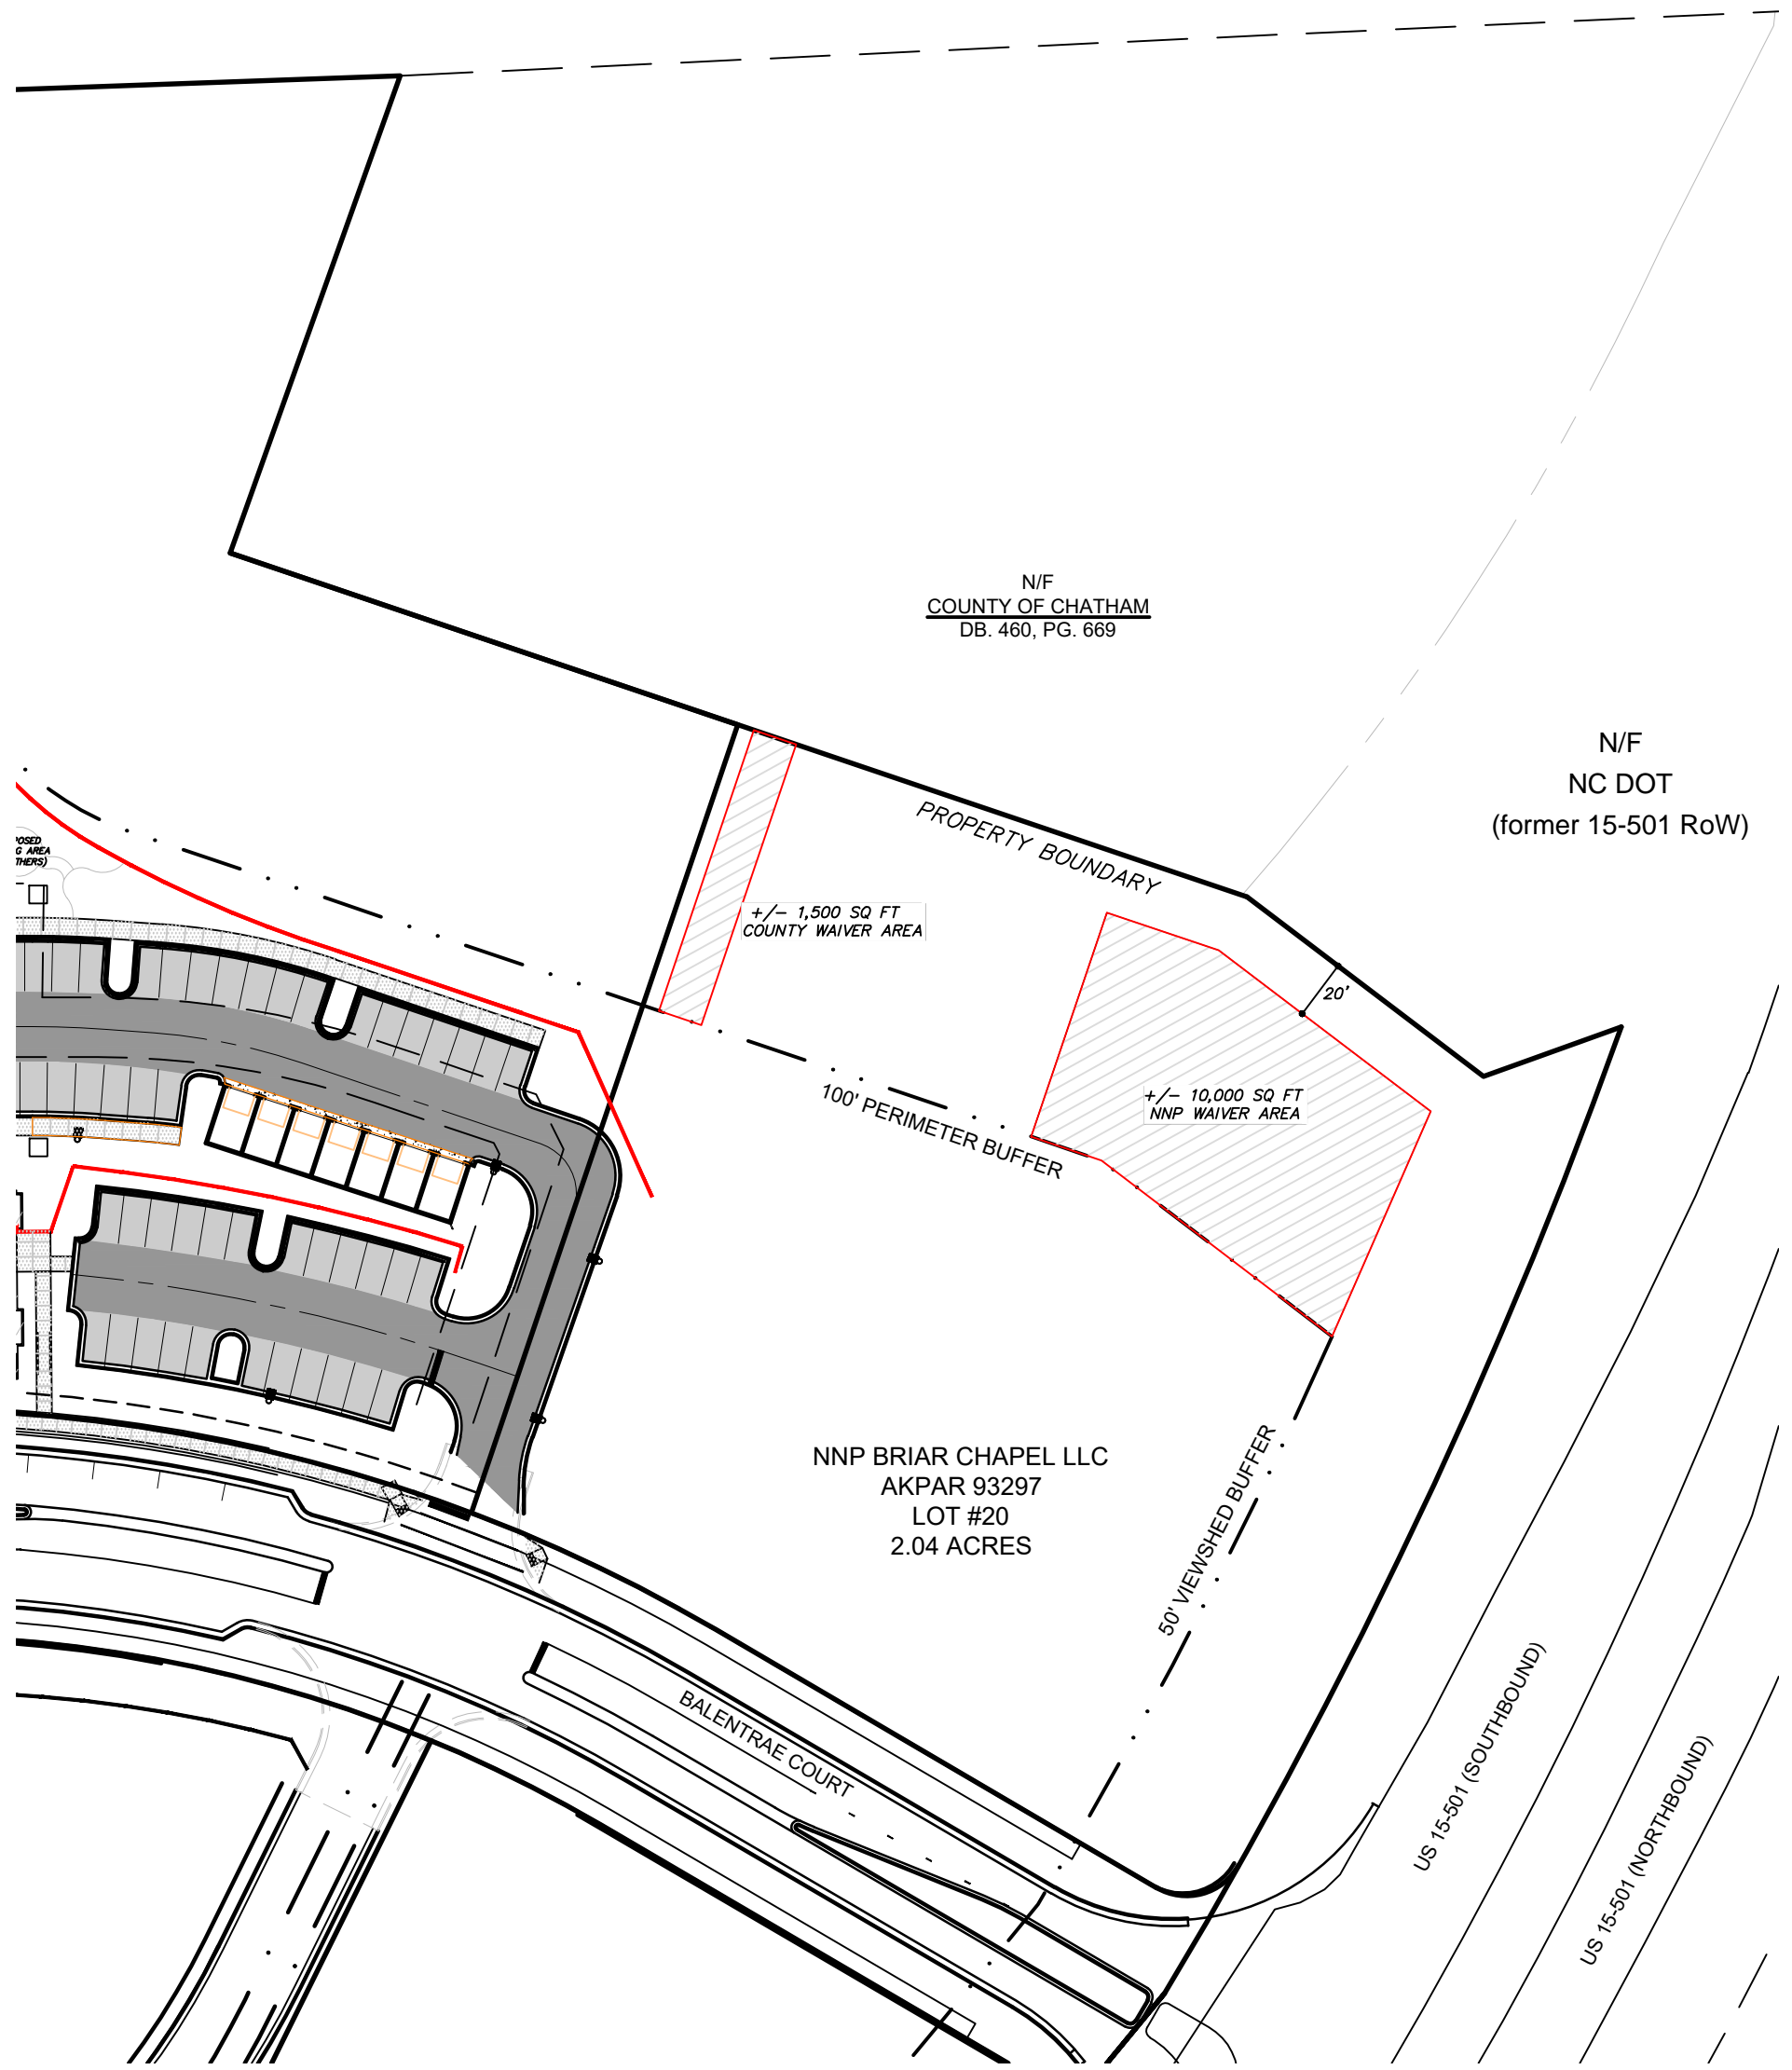 N/F
COUNTY OF CHATHAM
DB. 460, PG. 669
N/F
NC DOT
(former 15-501 RoW)
PROPERTY BOUNDARY
POSED
G AREA
THERS)
+/- 1,500 SQ FT
COUNTY WAIVER AREA
20'
+/- 10,000 SQ FT
NNP WAIVER AREA
100' PERIMETER BUFFER
NNP BRIAR CHAPEL LLC
AKPAR 93297
LOT #20
2.04 ACRES
50' VIEWSHED BUFFER
BALENTRAE COURT
US 15-501 (SOUTHBOUND)
US 15-501 (NORTHBOUND)